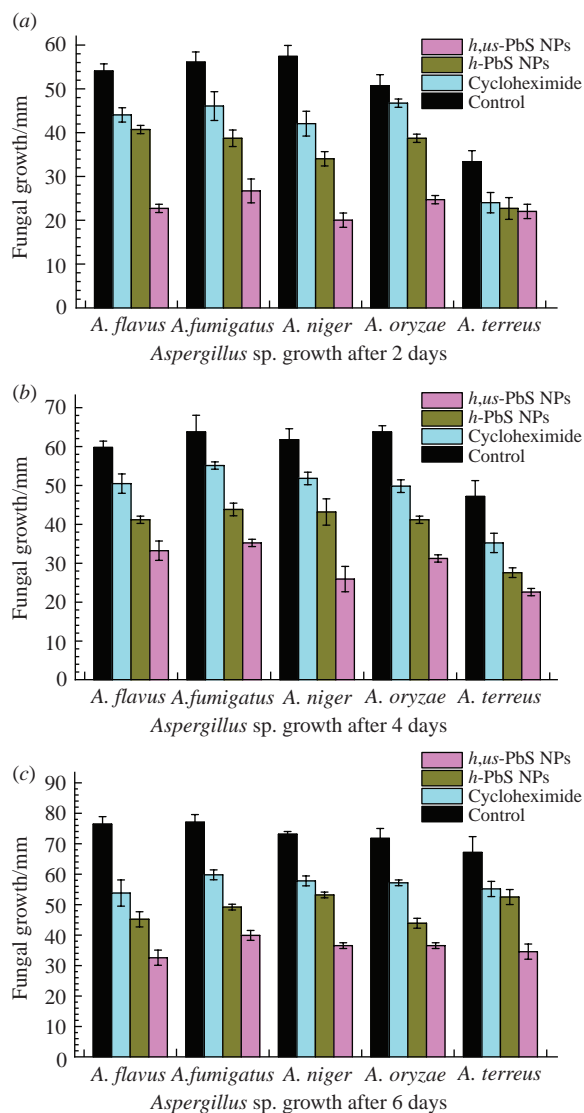 (a)
60
50
40
30
20
10
0
Fungal growth/mm
h,us-PbS NPs
h-PbS NPs
Cycloheximide
Control
A. flavus A.fumigatus A. niger A. oryzae A. terreus
Aspergillus sp. growth after 2 days
(b)
70
60
50
40
30
20
10
0
Fungal growth/mm
h,us-PbS NPs
h-PbS NPs
Cycloheximide
Control
A. flavus A.fumigatus A. niger A. oryzae A. terreus
Aspergillus sp. growth after 4 days
(c)
90
80
70
60
50
40
30
20
10
0
Fungal growth/mm
h,us-PbS NPs
h-PbS NPs
Cycloheximide
Control
A. flavus A.fumigatus A. niger A. oryzae A. terreus
Aspergillus sp. growth after 6 days